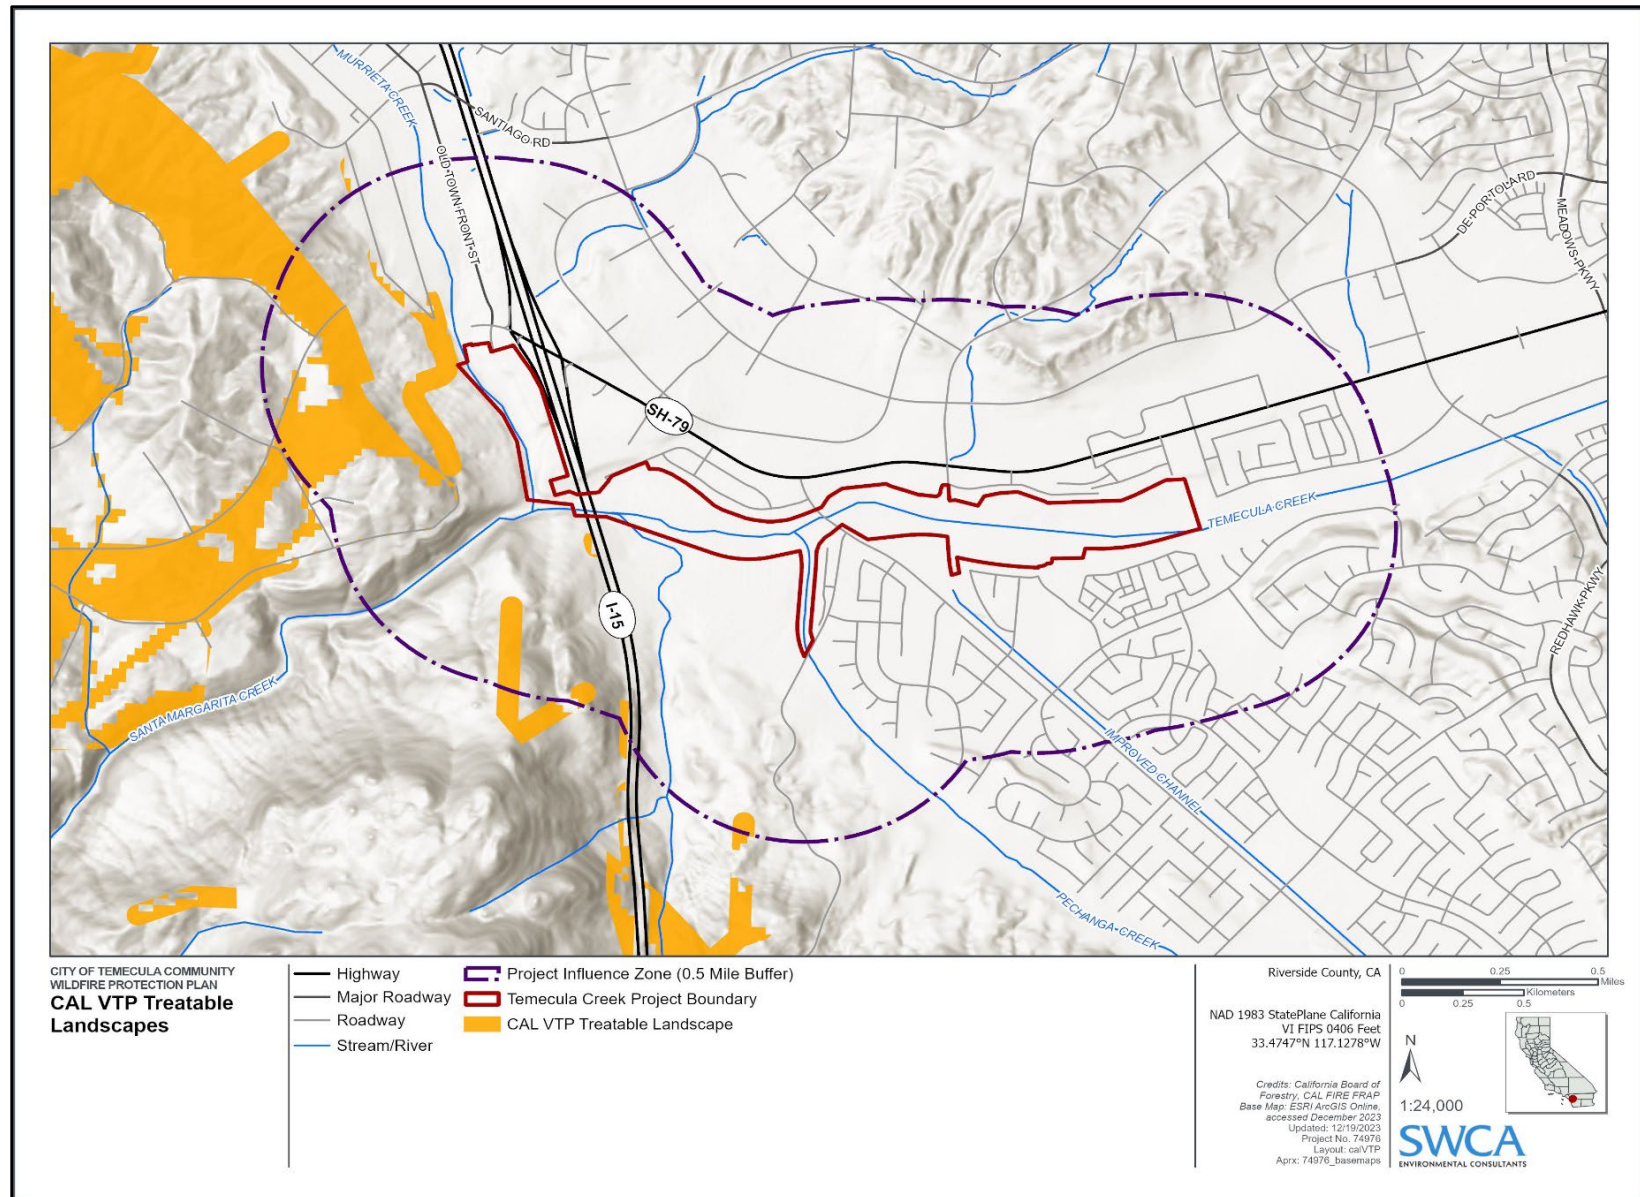 MURRIETA CREEK
SANTIAGO RD
OLD TOWN FRONT ST
DE PORTOLA RD
MEADOWS PKWY
SH-79
TEMECULA CREEK
I-15
REDHAWK PKWY
SANTA MARGARITA CREEK
IMPROVED CHANNEL
PECHANGA CREEK
CITY OF TEMECULA COMMUNITY
WILDFIRE PROTECTION PLAN
CAL VTP Treatable
Landscapes
Highway
Major Roadway
Roadway
Stream/River
Project Influence Zone (0.5 Mile Buffer)
Temecula Creek Project Boundary
CAL VTP Treatable Landscape
Riverside County, CA
NAD 1983 StatePlane California
VI FIPS 0406 Feet
33.4747°N 117.1278°W
Credits: California Board of
Forestry, CAL FIRE FRAP
Base Map: ESRI ArcGIS Online,
accessed December 2023
Updated: 12/19/2023
Project No. 74976
Layout: calVTP
Aprx: 74976_basemaps
0 0.25 0.5
Miles
Kilometers
0 0.25 0.5
N
1:24,000
SWCA
ENVIRONMENTAL CONSULTANTS